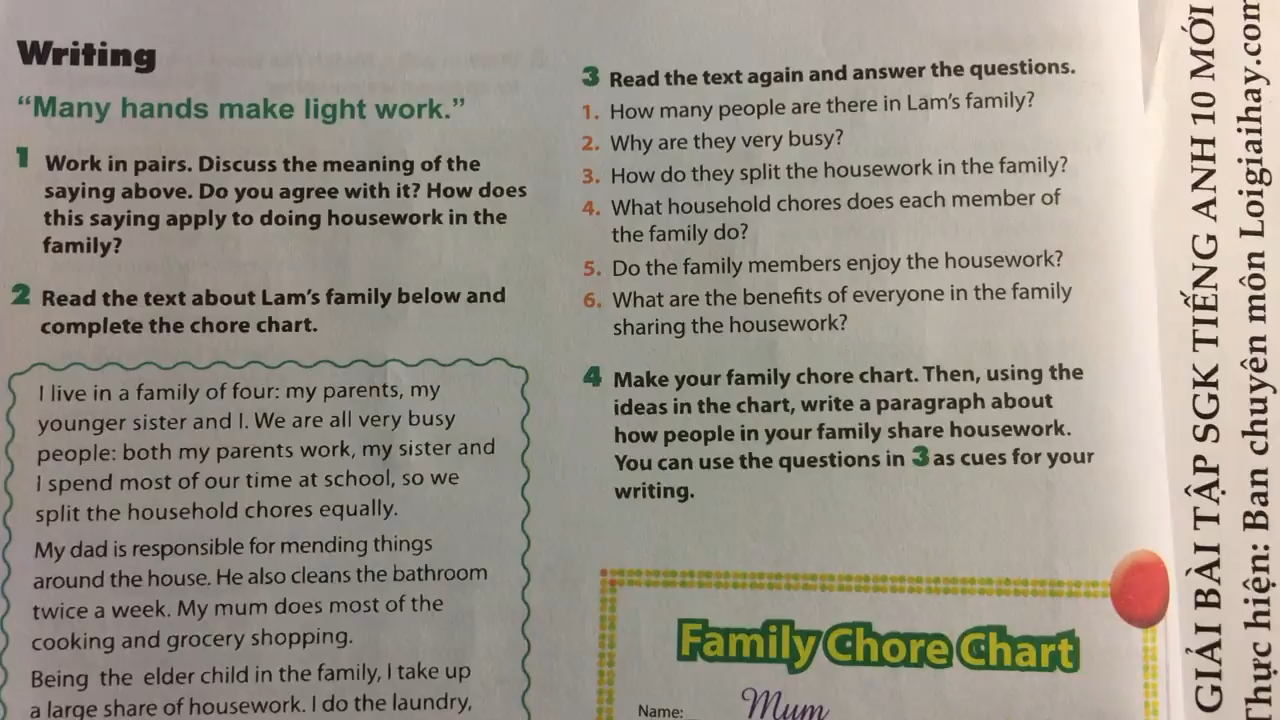 Writing
“Many hands make light work.”
1 Work in pairs. Discuss the meaning of the
saying above. Do you agree with it? How does
this saying apply to doing housework in the
family?
2 Read the text about Lam’s family below and
complete the chore chart.
I live in a family of four: my parents, my
younger sister and I. We are all very busy
people: both my parents work, my sister and
I spend most of our time at school, so we
split the household chores equally.
My dad is responsible for mending things
around the house. He also cleans the bathroom
twice a week. My mum does most of the
cooking and grocery shopping.
Being the elder child in the family, I take up
a large share of housework. I do the laundry,
3 Read the text again and answer the questions.
1. How many people are there in Lam’s family?
2. Why are they very busy?
3. How do they split the housework in the family?
4. What household chores does each member of
the family do?
5. Do the family members enjoy the housework?
6. What are the benefits of everyone in the family
sharing the housework?
4 Make your family chore chart. Then, using the
ideas in the chart, write a paragraph about
how people in your family share housework.
You can use the questions in 3 as cues for your
writing.
Family Chore Chart
Name: Mum
GIẢI BÀI TẬP SGK TIẾNG ANH 10 MỚI
Thực hiện: Ban chuyên môn Loigiaihay.com